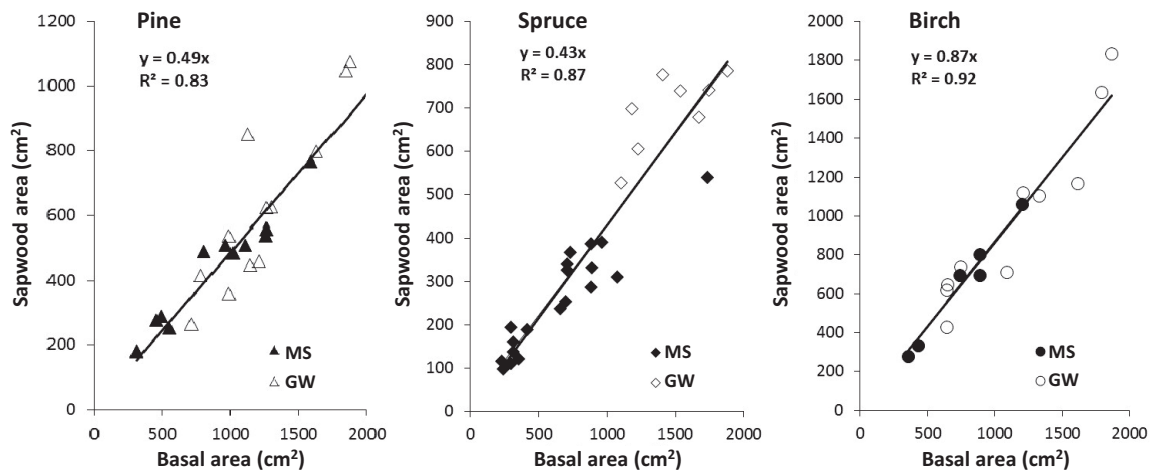 Pine
y = 0.49x
R² = 0.83
Sapwood area (cm²)
1200
1000
800
600
400
200
0
MS
GW
0 500 1000 1500 2000
Basal area (cm²)
Spruce
y = 0.43x
R² = 0.87
Sapwood area (cm²)
900
800
700
600
500
400
300
200
100
0
MS
GW
0 500 1000 1500 2000
Basal area (cm²)
Birch
y = 0.87x
R² = 0.92
Sapwood area (cm²)
2000
1800
1600
1400
1200
1000
800
600
400
200
0
MS
GW
0 500 1000 1500 2000
Basal area (cm²)